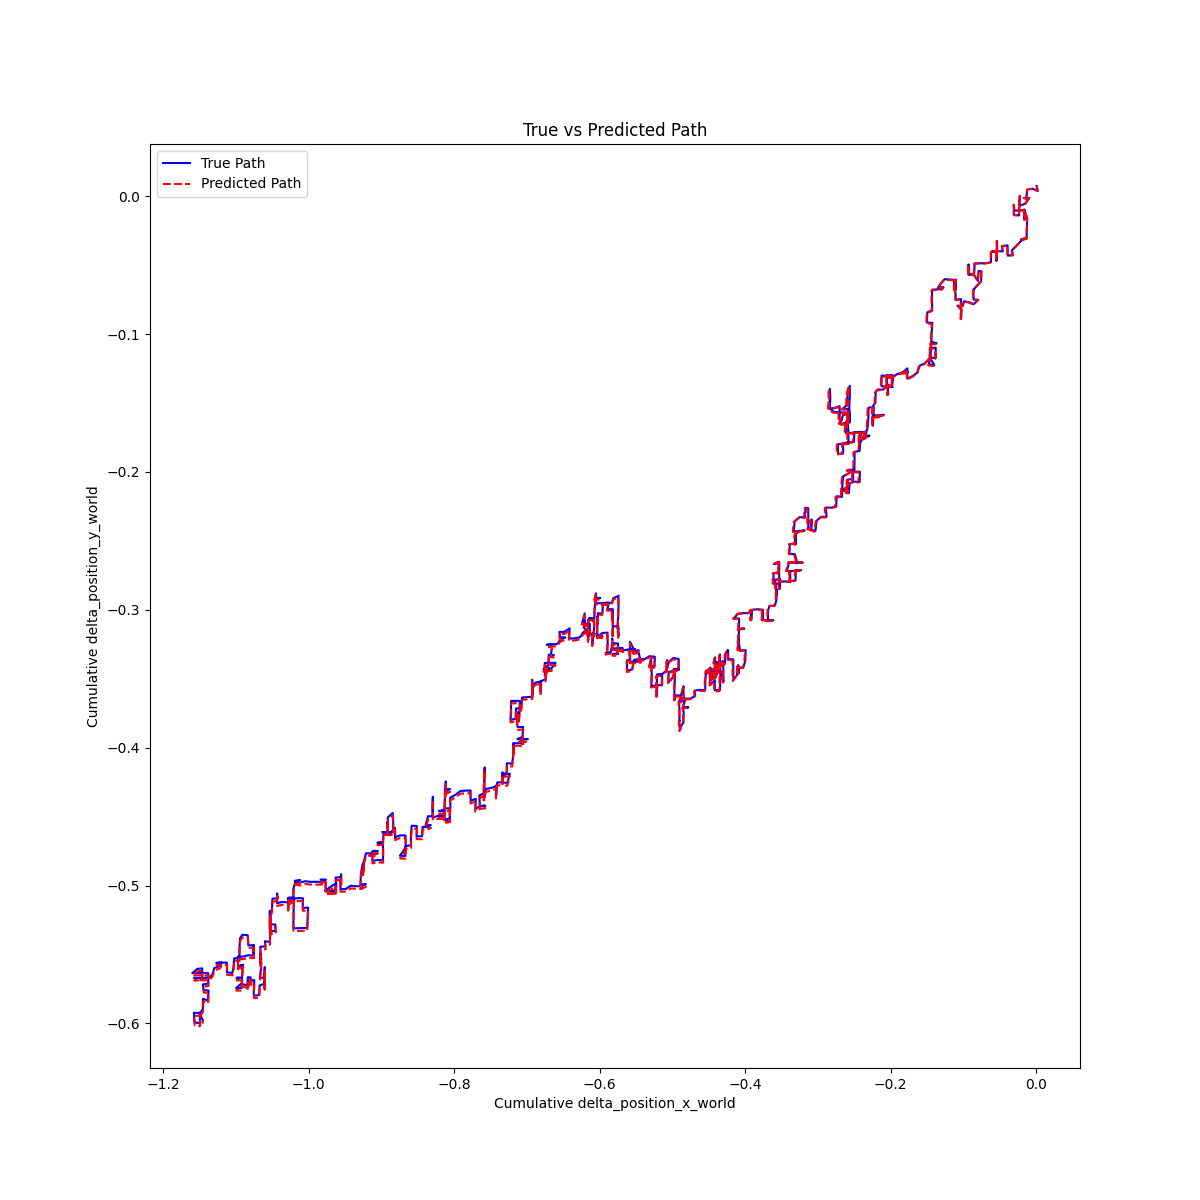 True vs Predicted Path
True Path
Predicted Path
0.0
−0.1
−0.2
−0.3
−0.4
−0.5
−0.6
Cumulative delta_position_y_world
−1.2
−1.0
−0.8
−0.6
−0.4
−0.2
0.0
Cumulative delta_position_x_world